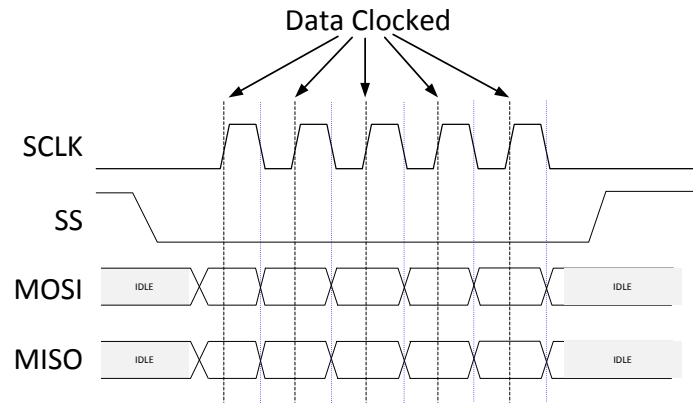 Data Clocked
SCLK
SS
MOSI
IDLE
IDLE
MISO
IDLE
IDLE